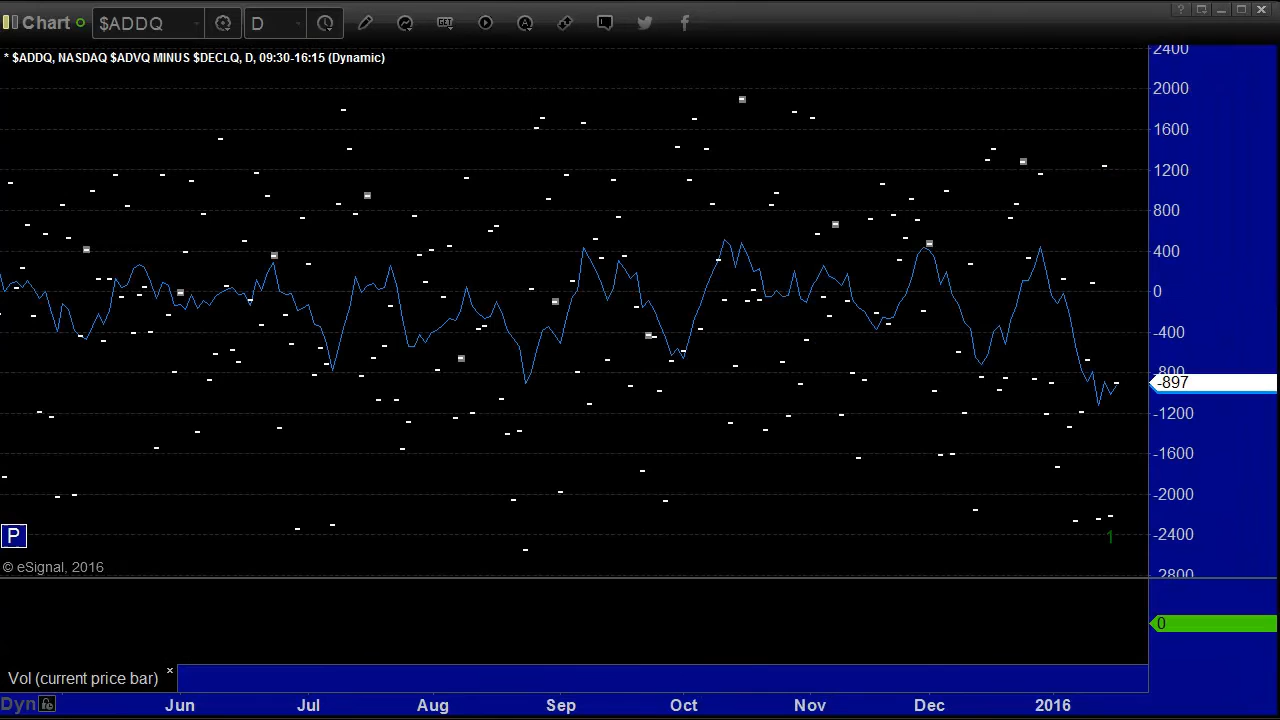 Chart $ADDQ D GET A ?
* $ADDQ, NASDAQ $ADVQ MINUS $DECLQ, D, 09:30-16:15 (Dynamic)
2400
2000
1600
1200
800
400
0
-400
-800
-897
-1200
-1600
-2000
-2400
1
P
© eSignal, 2016
-2800
0
Vol (current price bar) ×
Dyn Jun Jul Aug Sep Oct Nov Dec 2016